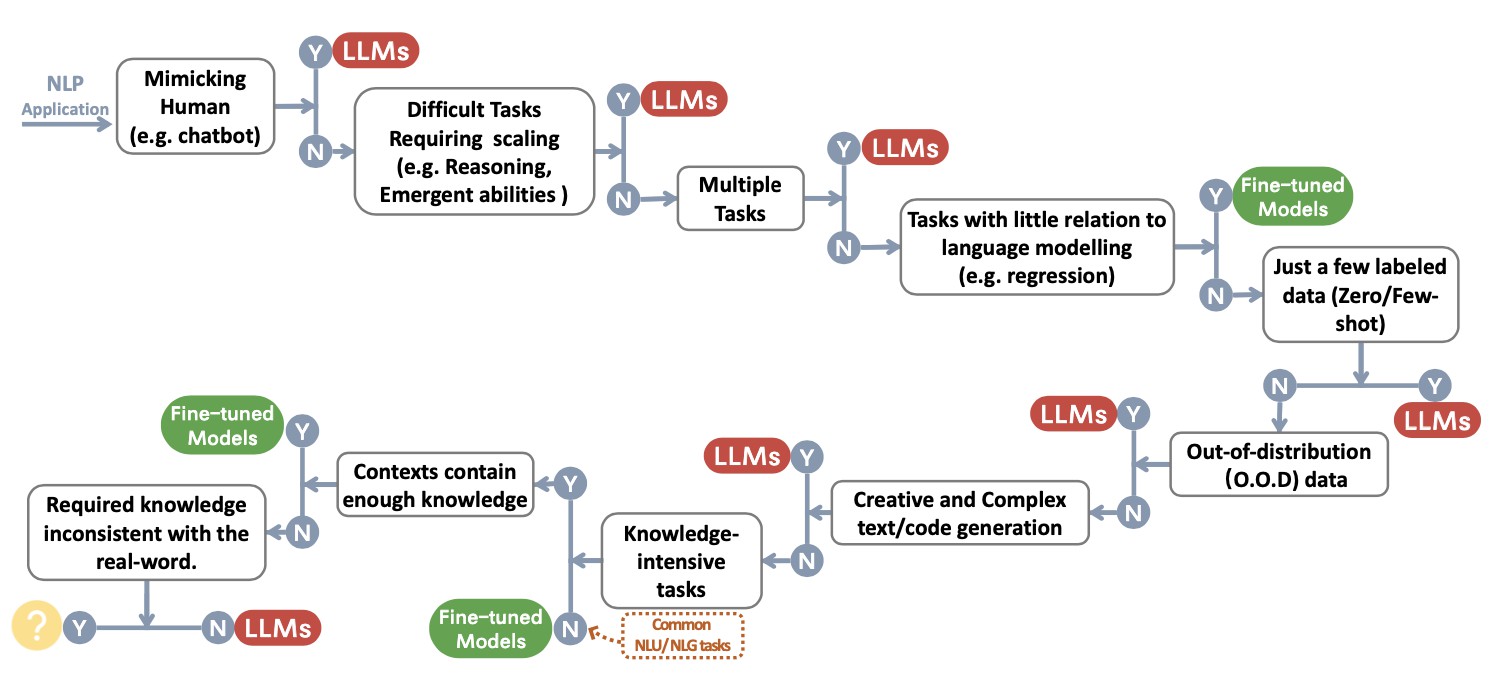 NLP
Application
Mimicking
Human
(e.g. chatbot)
Y
LLMs
N
Difficult Tasks
Requiring scaling
(e.g. Reasoning,
Emergent abilities )
Y
LLMs
N
Multiple
Tasks
Y
LLMs
N
Tasks with little relation to
language modelling
(e.g. regression)
Y
Fine-tuned
Models
N
Just a few labeled
data (Zero/Few-
shot)
N
Y
LLMs
Out-of-distribution
(O.O.D) data
LLMs
Y
N
Creative and Complex
text/code generation
LLMs
Y
N
Knowledge-
intensive
tasks
Y
Fine-tuned
Models
N
Common
NLU/ NLG tasks
Contexts contain
enough knowledge
Fine-tuned
Models
Y
N
Required knowledge
inconsistent with the
real-word.
?
Y
N
LLMs